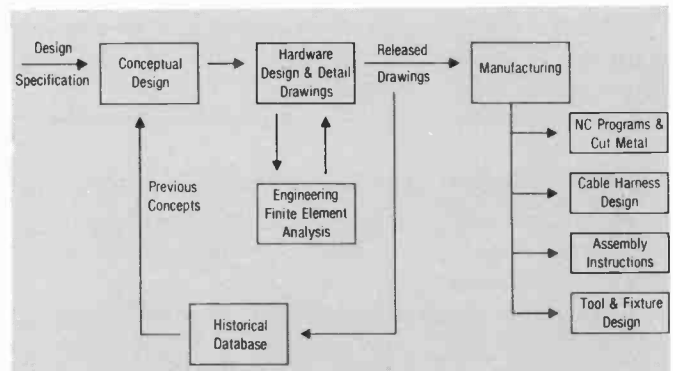 Design
Specification
Conceptual
Design
Hardware
Design & Detail
Drawings
Released
Drawings
Manufacturing
NC Programs &
Cut Metal
Cable Harness
Design
Assembly
Instructions
Tool & Fixture
Design
Engineering
Finite Element
Analysis
Previous
Concepts
Historical
Database